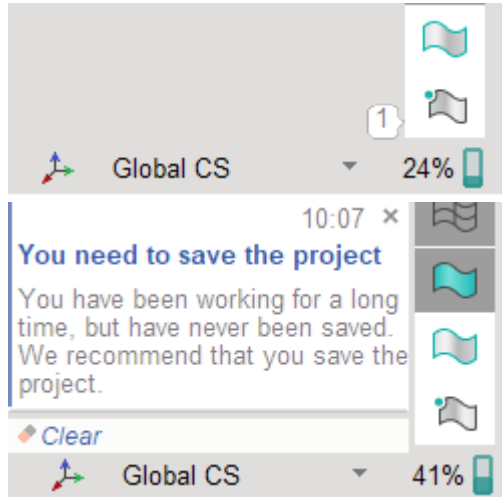 1
Global CS 24%
10:07 ×
You need to save the project
You have been working for a long
time, but have never been saved.
We recommend that you save the
project.
Clear
Global CS 41%